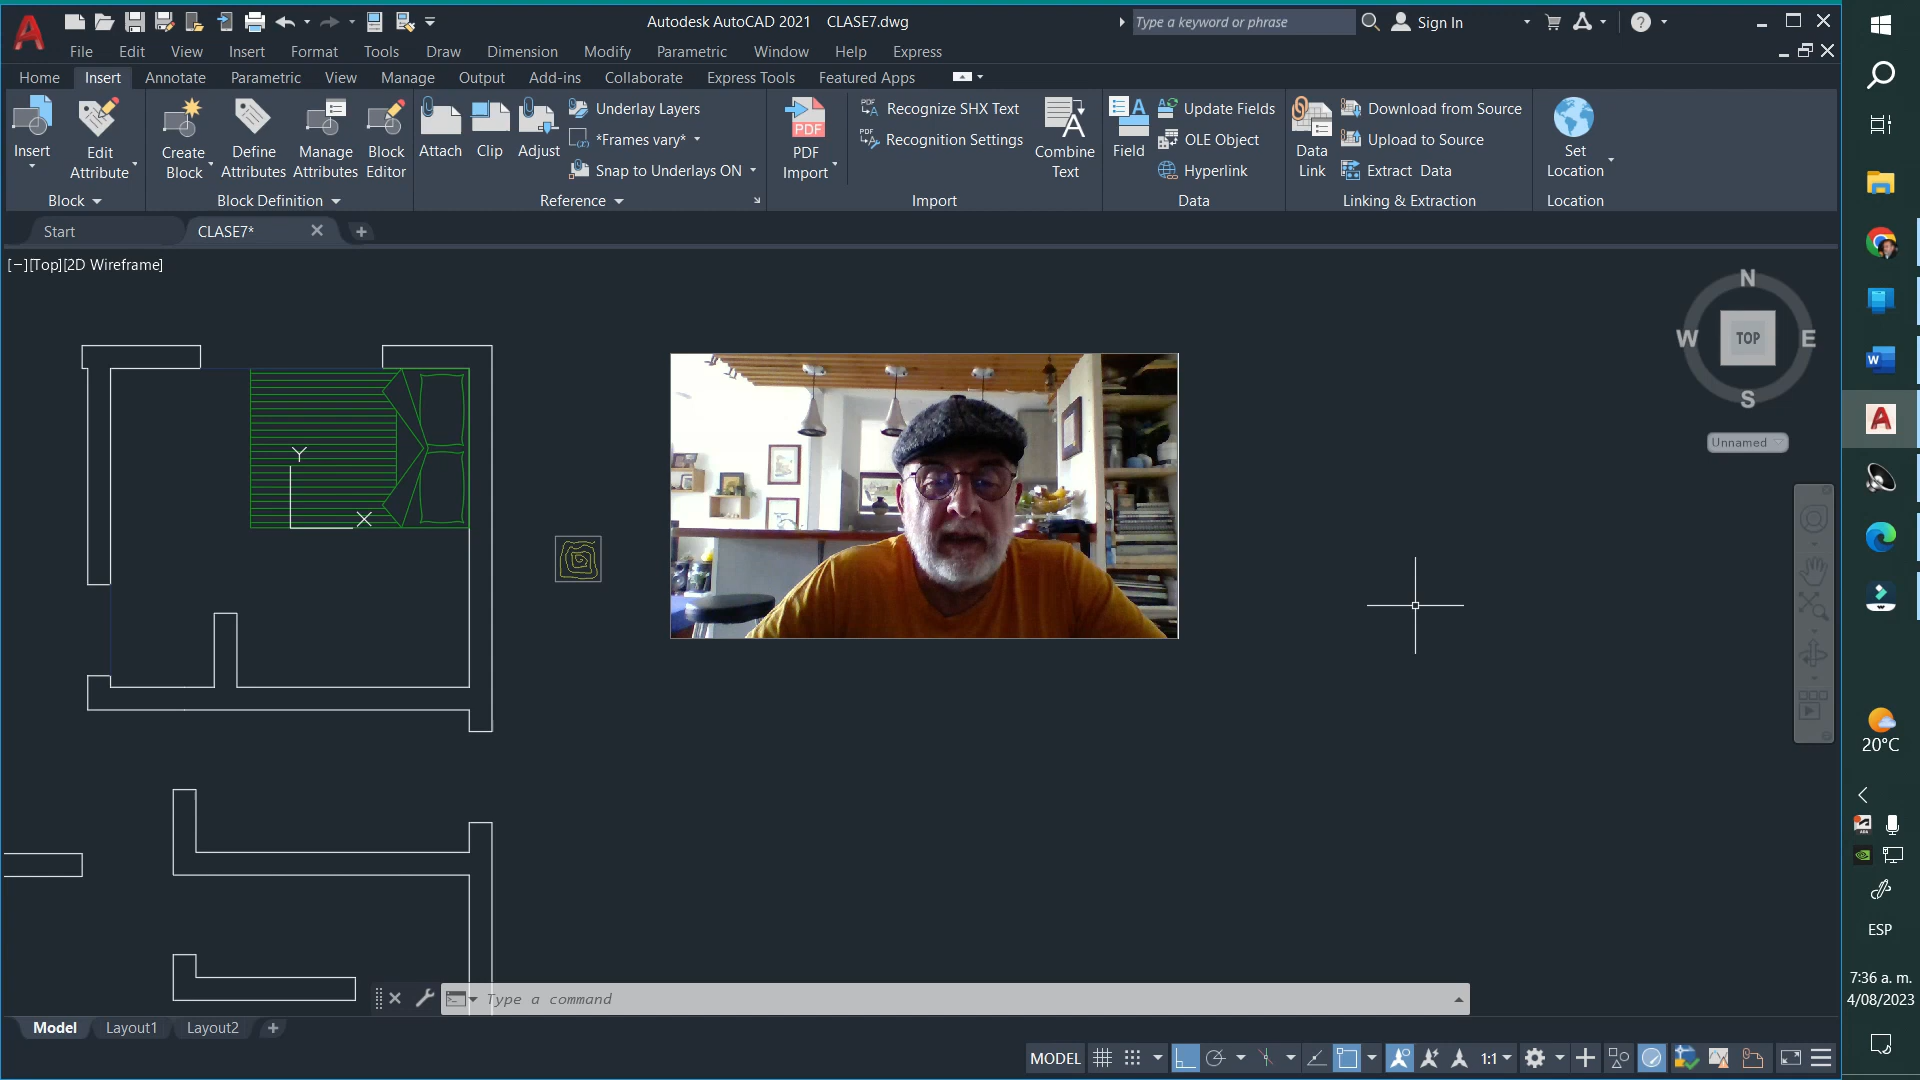 Autodesk AutoCAD 2021 CLASE7.dwg
Type a keyword or phrase
Sign In
File Edit View Insert Format Tools Draw Dimension Modify Parametric Window Help Express
Home Insert Annotate Parametric View Manage Output Add-ins Collaborate Express Tools Featured Apps
Insert
Edit Attribute
Create Block
Define Attributes
Manage Attributes
Block Editor
Attach
Clip
Adjust
Underlay Layers
*Frames vary*
Snap to Underlays ON
PDF
PDF Import
Recognize SHX Text
Recognition Settings
Combine Text
Field
Update Fields
OLE Object
Hyperlink
Data Link
Download from Source
Upload to Source
Extract Data
Set Location
Block
Block Definition
Reference
Import
Data
Linking & Extraction
Location
Start
CLASE7*
[−][Top][2D Wireframe]
N
W TOP E
S
Unnamed
Y
X
20°C
ESP
7:36 a. m.
4/08/2023
Type a command
Model Layout1 Layout2
MODEL
1:1